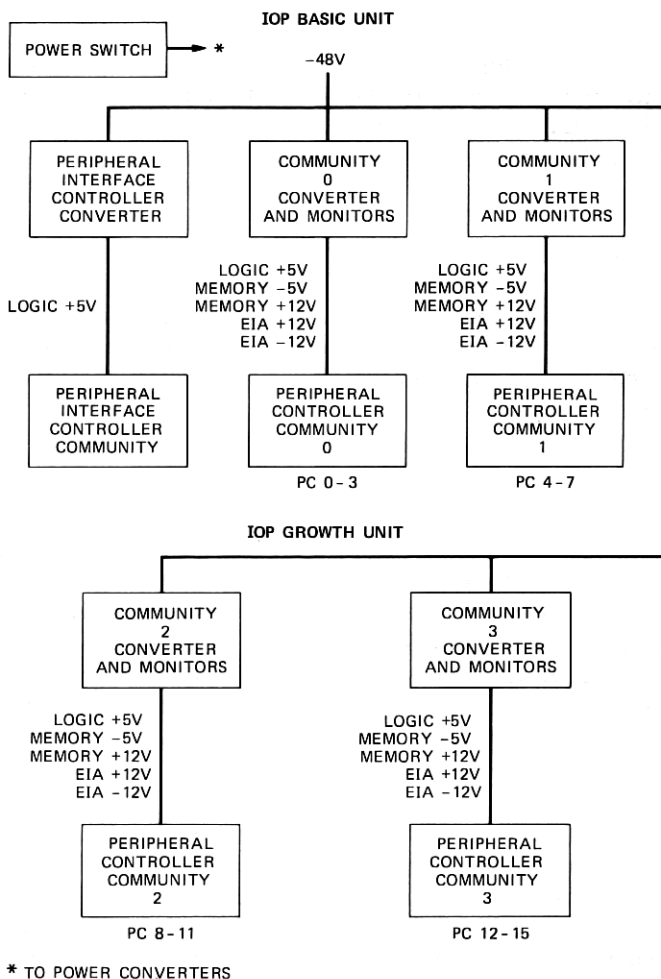 IOP BASIC UNIT
POWER SWITCH
*
-48V
PERIPHERAL
INTERFACE
CONTROLLER
CONVERTER
COMMUNITY
0
CONVERTER
AND MONITORS
COMMUNITY
1
CONVERTER
AND MONITORS
LOGIC +5V
LOGIC +5V
MEMORY -5V
MEMORY +12V
EIA +12V
EIA -12V
LOGIC +5V
MEMORY -5V
MEMORY +12V
EIA +12V
EIA -12V
PERIPHERAL
INTERFACE
CONTROLLER
COMMUNITY
PERIPHERAL
CONTROLLER
COMMUNITY
0
PERIPHERAL
CONTROLLER
COMMUNITY
1
PC 0-3
PC 4-7
IOP GROWTH UNIT
COMMUNITY
2
CONVERTER
AND MONITORS
COMMUNITY
3
CONVERTER
AND MONITORS
LOGIC +5V
MEMORY -5V
MEMORY +12V
EIA +12V
EIA -12V
LOGIC +5V
MEMORY -5V
MEMORY +12V
EIA +12V
EIA -12V
PERIPHERAL
CONTROLLER
COMMUNITY
2
PERIPHERAL
CONTROLLER
COMMUNITY
3
PC 8-11
PC 12-15
* TO POWER CONVERTERS